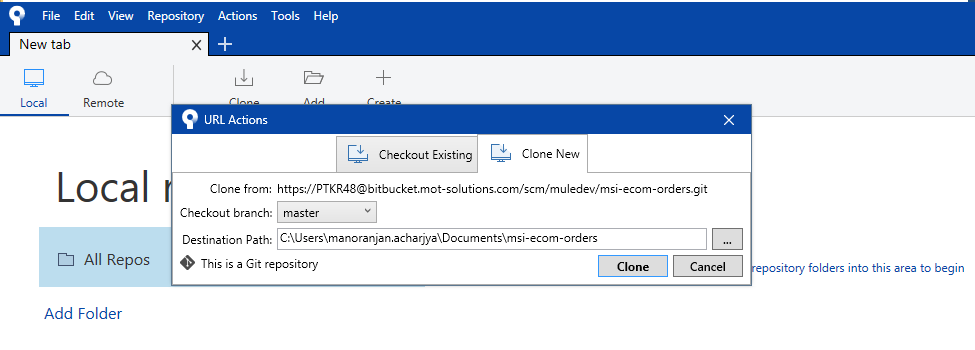 File Edit View Repository Actions Tools Help
New tab
Local Remote Clone Add Create
URL Actions
Checkout Existing Clone New
Clone from: https://PTKR48@bitbucket.mot-solutions.com/scm/muledev/msi-ecom-orders.git
Checkout branch: master
Destination Path: C:\Users\manoranjan.acharjya\Documents\msi-ecom-orders ...
This is a Git repository Clone Cancel
Local
All Repos
repository folders into this area to begin
Add Folder